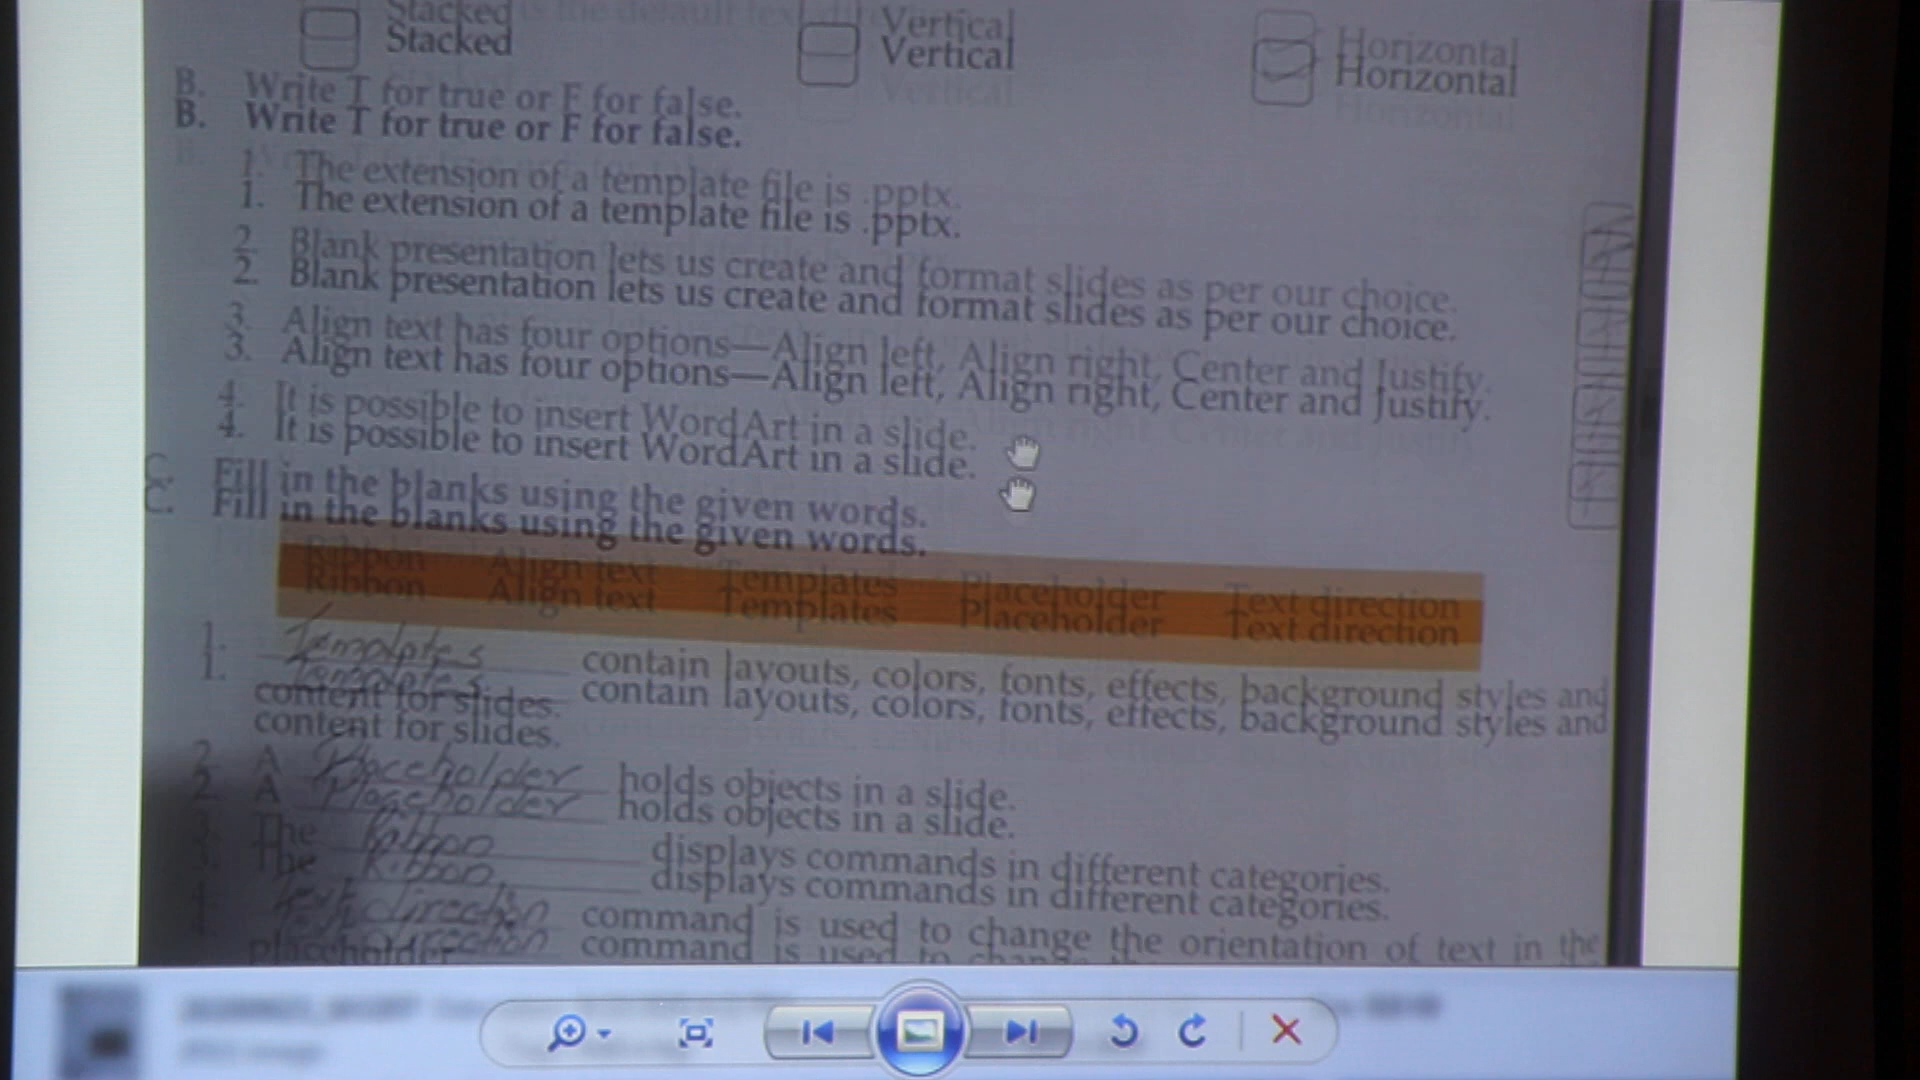 Stacked Vertical Horizontal
B. Write T for true or F for false.
1. The extension of a template file is .pptx.
2. Blank presentation lets us create and format slides as per our choice.
3. Align text has four options—Align left, Align right, Center and Justify.
4. It is possible to insert WordArt in a slide.
C. Fill in the blanks using the given words.
Ribbon Align text Templates Placeholder Text direction
1. Templates contain layouts, colors, fonts, effects, background styles and
content for slides.
2. A Placeholder holds objects in a slide.
3. The Ribbon displays commands in different categories.
4. Text direction command is used to change the orientation of text in the
placeholder